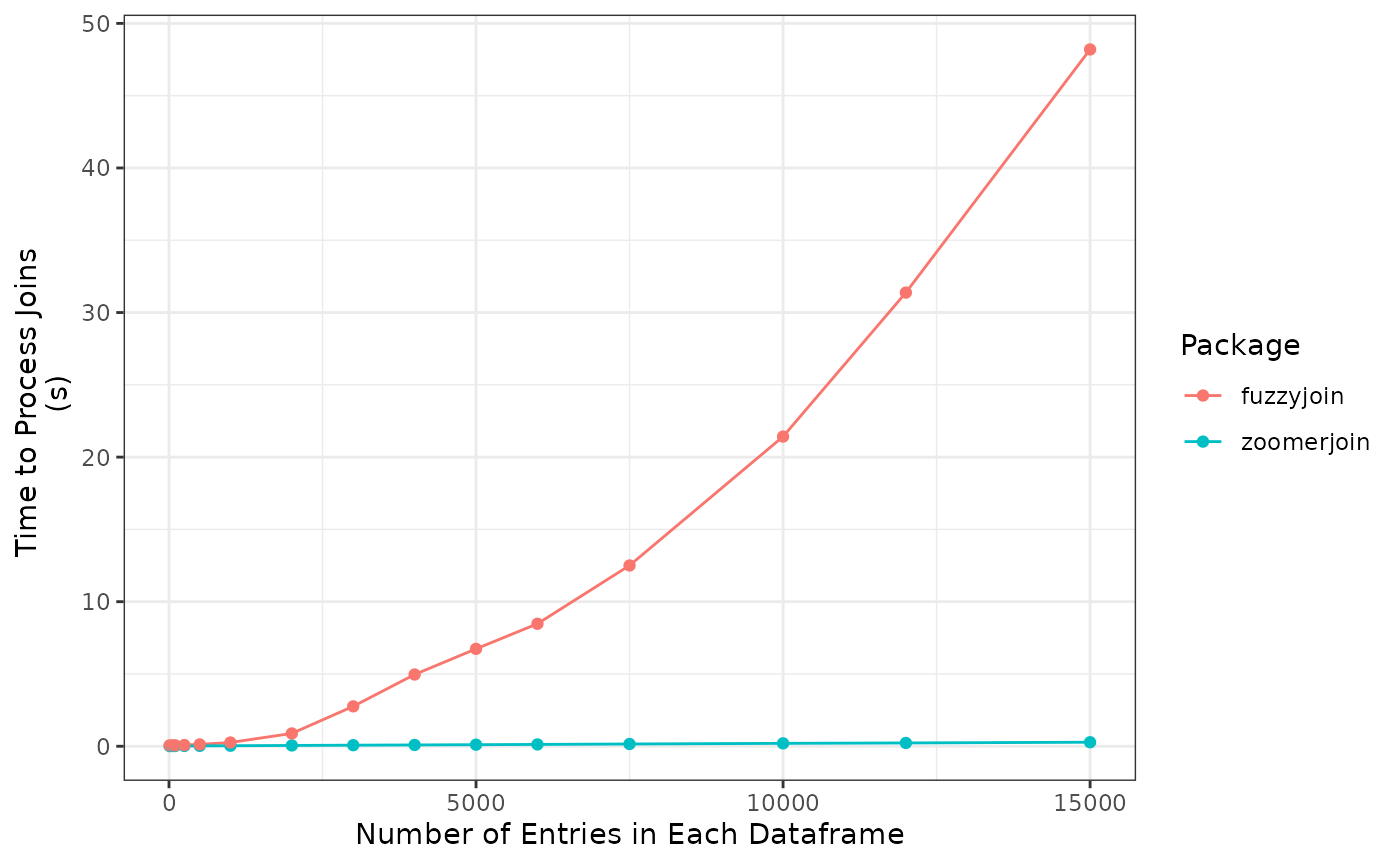 50
40
30
20
10
0
Time to Process Joins
(s)
0
5000
10000
15000
Number of Entries in Each Dataframe
Package
fuzzyjoin
zoomerjoin